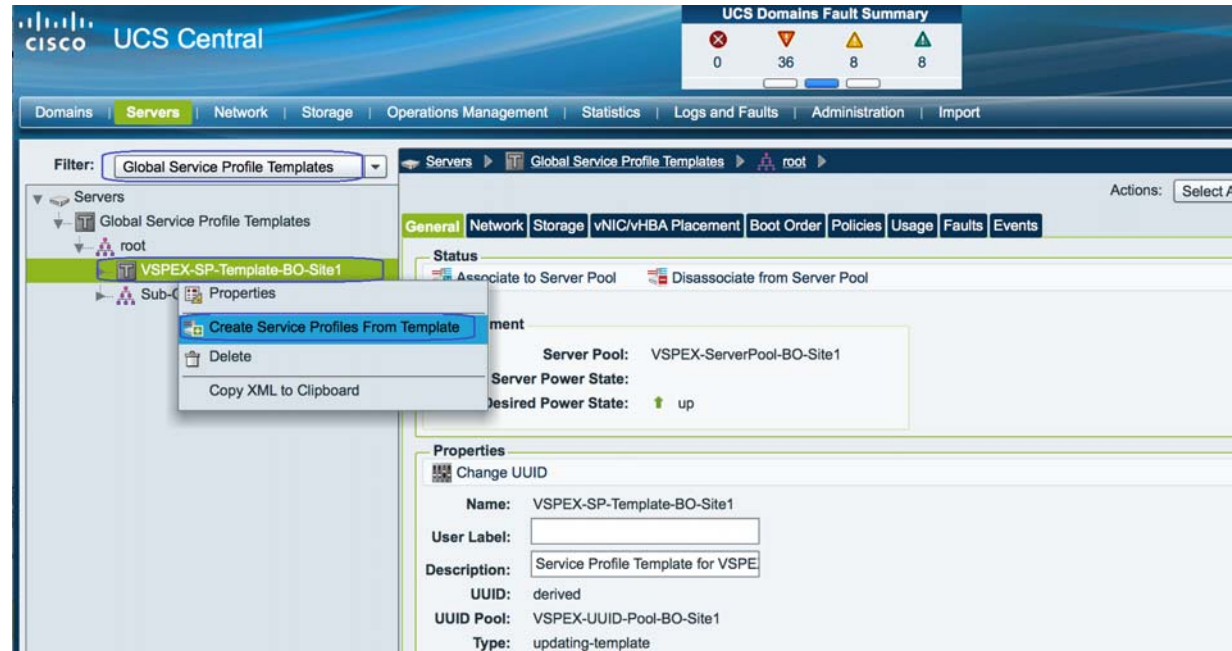 CISCO UCS Central
UCS Domains Fault Summary
0 36 8 8
Domains | Servers | Network | Storage | Operations Management | Statistics | Logs and Faults | Administration | Import
Filter: Global Service Profile Templates
Servers
Global Service Profile Templates
root
VSPEX-SP-Template-BO-Site1
Properties
Create Service Profiles From Template
Delete
Copy XML to Clipboard
Servers Global Service Profile Templates root
Actions: Select A
General Network Storage vNIC/vHBA Placement Boot Order Policies Usage Faults Events
Status
Associate to Server Pool Disassociate from Server Pool
Server Pool: VSPEX-ServerPool-BO-Site1
Server Power State:
Desired Power State: up
Properties
Change UUID
Name: VSPEX-SP-Template-BO-Site1
User Label:
Description: Service Profile Template for VSPE
UUID: derived
UUID Pool: VSPEX-UUID-Pool-BO-Site1
Type: updating-template